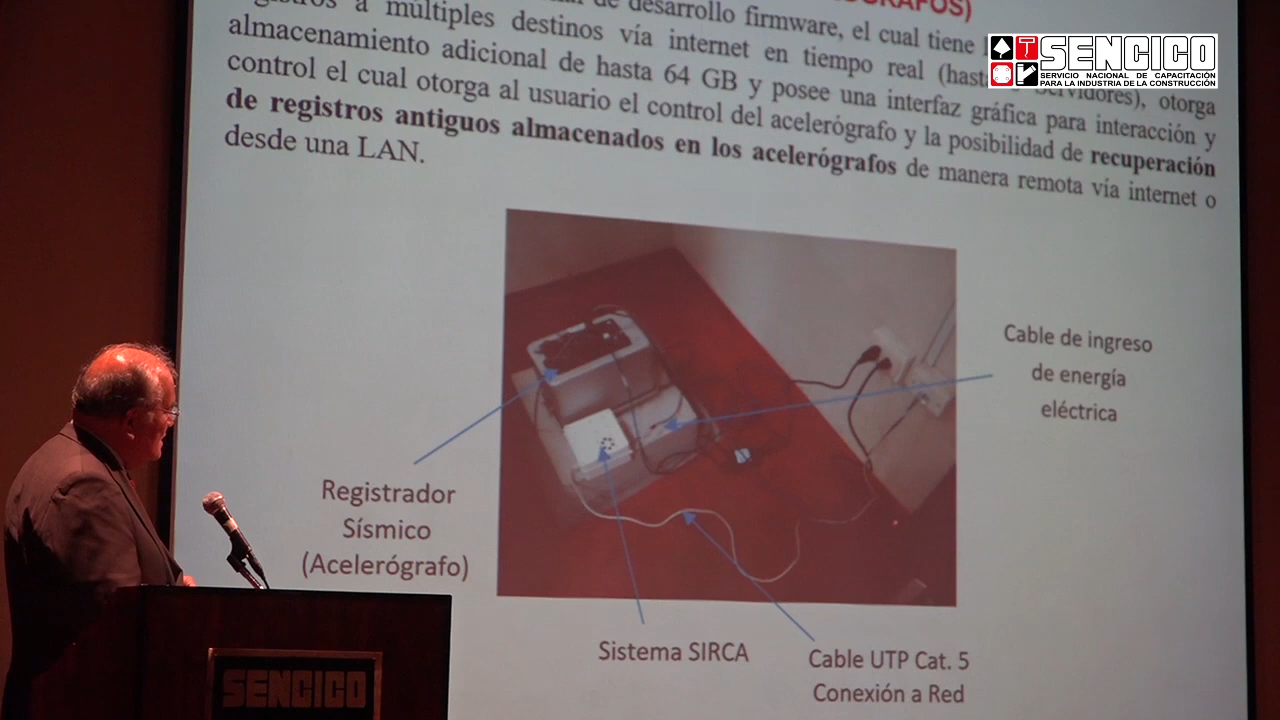 de desarrollo firmware, el cual tiene
a múltiples destinos vía internet en tiempo real
almacenamiento adicional de hasta 64 GB y posee una interfaz gráfica para interacción y
control el cual otorga al usuario el control del acelerógrafo y la posibilidad de recuperación
de registros antiguos almacenados en los acelerógrafos de manera remota vía internet o
desde una LAN.
SENCICO
SERVICIO NACIONAL DE CAPACITACIÓN
PARA LA INDUSTRIA DE LA CONSTRUCCIÓN
otorga
Cable de ingreso
de energía
eléctrica
Registrador
Sísmico
(Acelerógrafo)
Sistema SIRCA
Cable UTP Cat. 5
Conexión a Red
SENCICO